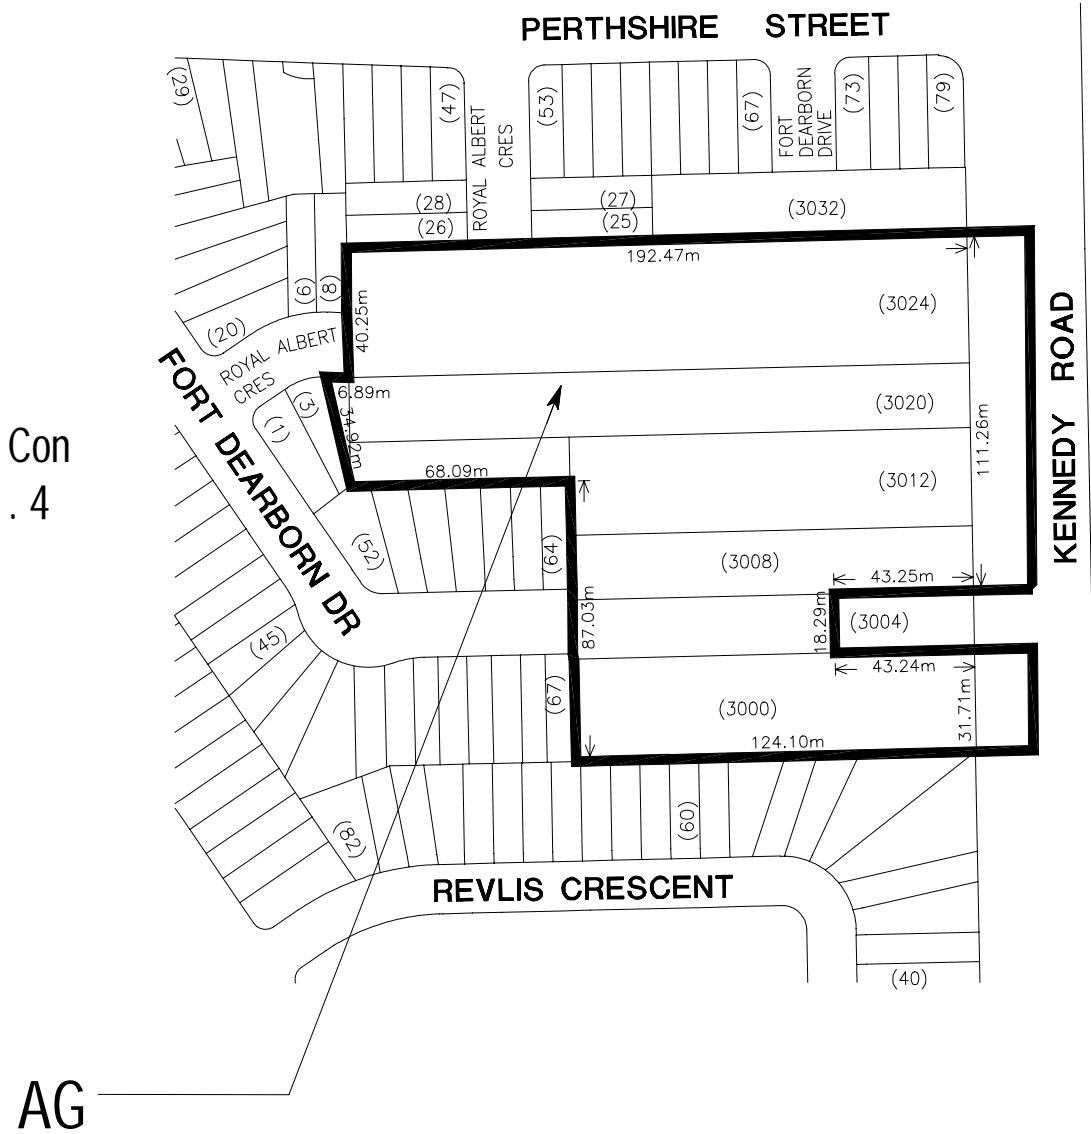 PERTHSHIRE STREET
(29)
(47)
ROYAL ALBERT
CRES
(53)
(67)
FORT
DEARBORN
DRIVE
(73)
(79)
(28)
(26)
(27)
(25)
(3032)
192.47m
(9)
(8)
40.25m
(3024)
(20)
ROYAL ALBERT
CRES
6.89m
(3)
(1)
34.92m
(3020)
111.26m
KENNEDY ROAD
FORT DEARBORN DR
Con
. 4
68.09m
(3012)
(52)
(64)
(3008)
43.25m
87.03m
18.29m
(3004)
(45)
43.24m
(67)
(3000)
31.71m
124.10m
(82)
(60)
REVLIS CRESCENT
(40)
AG